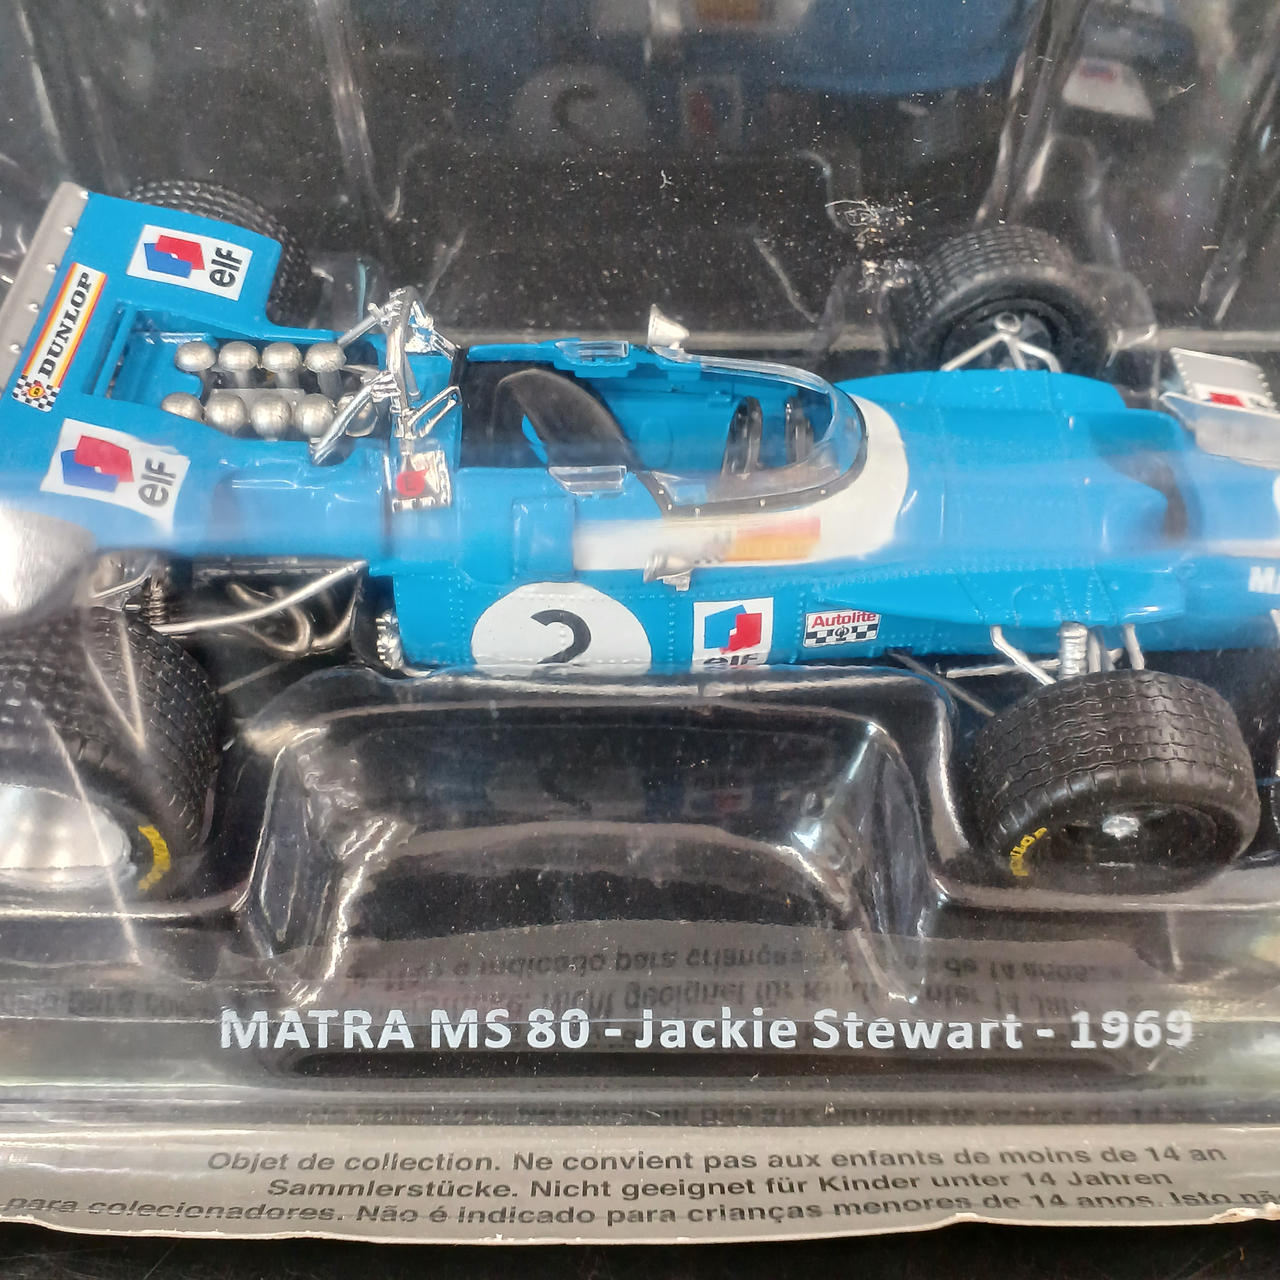 elf
DUNLOP
elf
2
elf
Autolite
MATRA MS 80 - Jackie Stewart - 1969
Objet de collection. Ne convient pas aux enfants de moins de 14 an
Sammlerstücke. Nicht geeignet für Kinder unter 14 Jahren
para colecionadores. Não é indicado para crianças menores de 14 anos. Isto nã